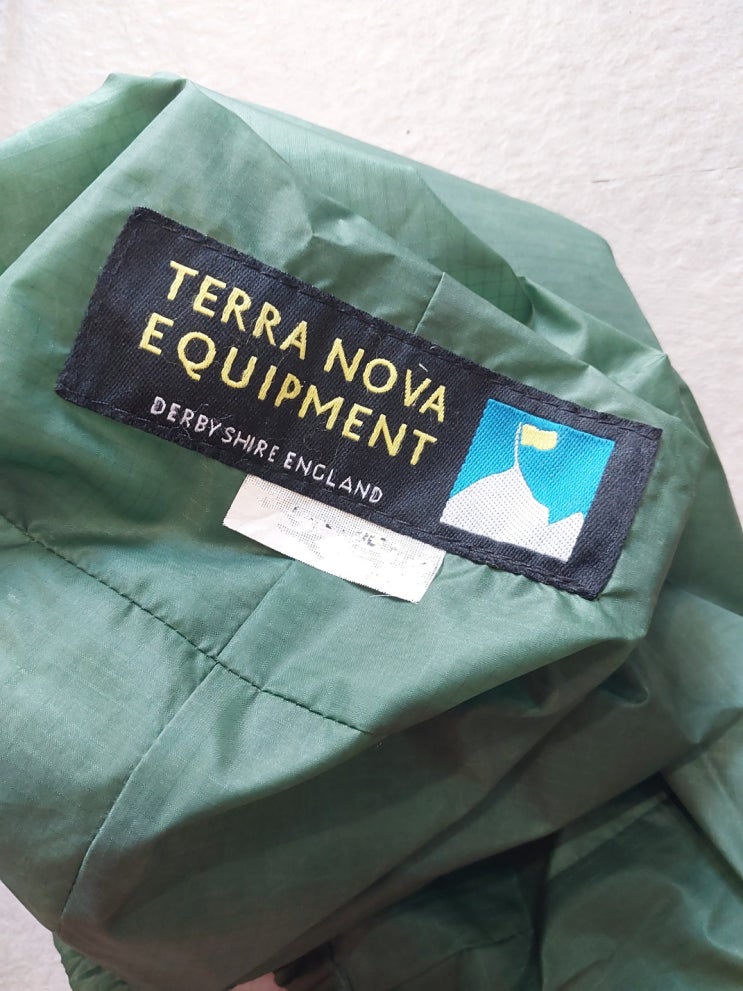 TERRA NOVA
EQUIPMENT
DERBYSHIRE ENGLAND